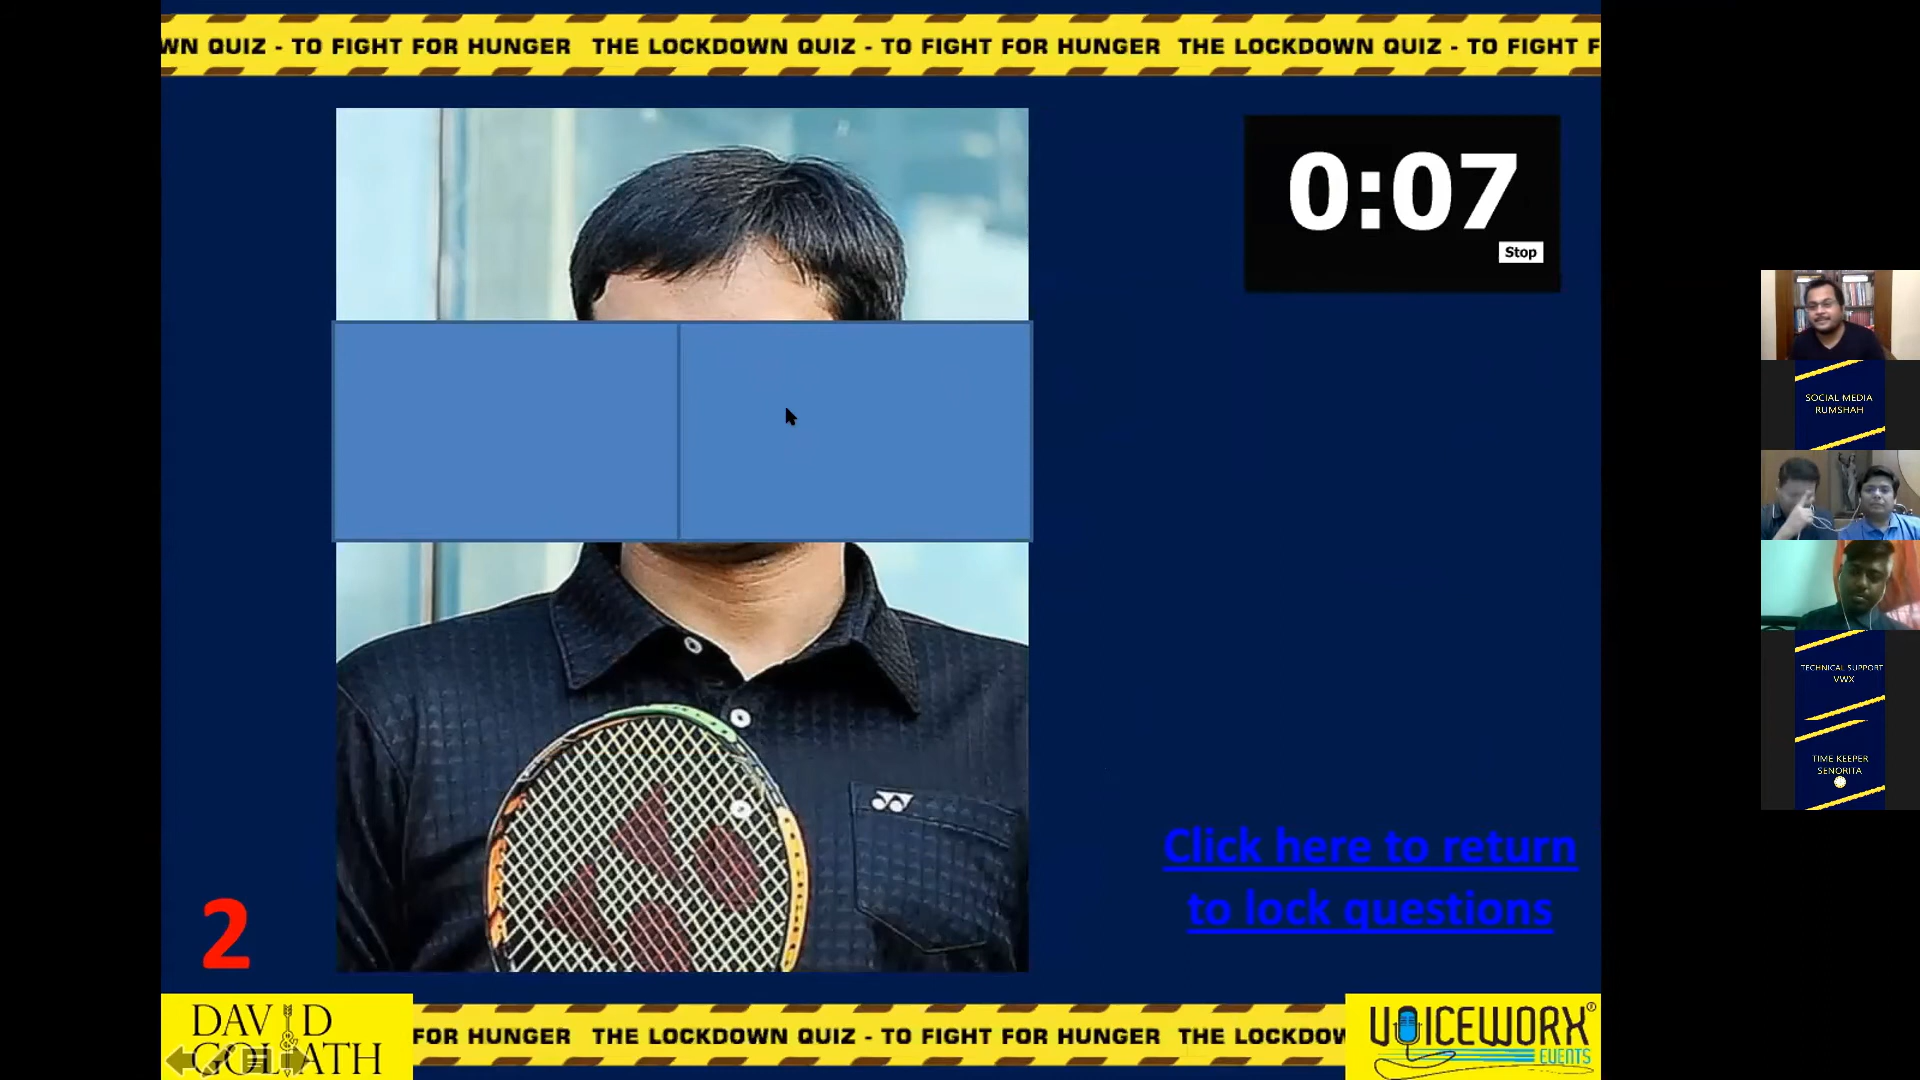 WN QUIZ - TO FIGHT FOR HUNGER THE LOCKDOWN QUIZ - TO FIGHT FOR HUNGER THE LOCKDOWN QUIZ - TO FIGHT F
0:07
Stop
SOCIAL MEDIA
RUMSHAH
TECHNICAL SUPPORT
VWX
TIME KEEPER
SENORITA
Click here to return
to lock questions
2
DAVID
& GOLIATH
FOR HUNGER THE LOCKDOWN QUIZ - TO FIGHT FOR HUNGER THE LOCKDOW
VOICEWORX®
EVENTS